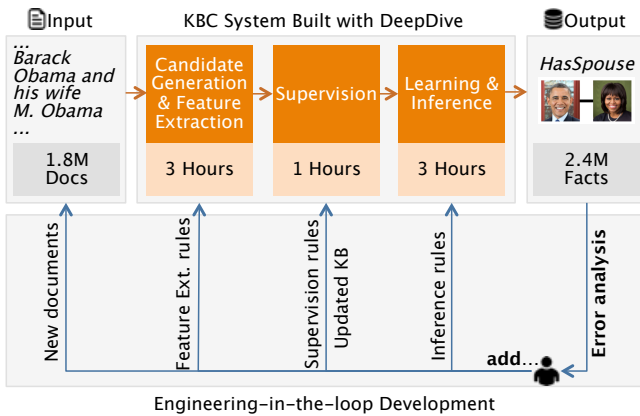 Input
KBC System Built with DeepDive
Output
...
Barack
Obama and
his wife
M. Obama
...
1.8M
Docs
Candidate
Generation
& Feature
Extraction
3 Hours
Supervision
1 Hours
Learning &
Inference
3 Hours
HasSpouse
2.4M
Facts
New documents
Feature Ext. rules
Supervision rules
Updated KB
Inference rules
add...
Error analysis
Engineering-in-the-loop Development